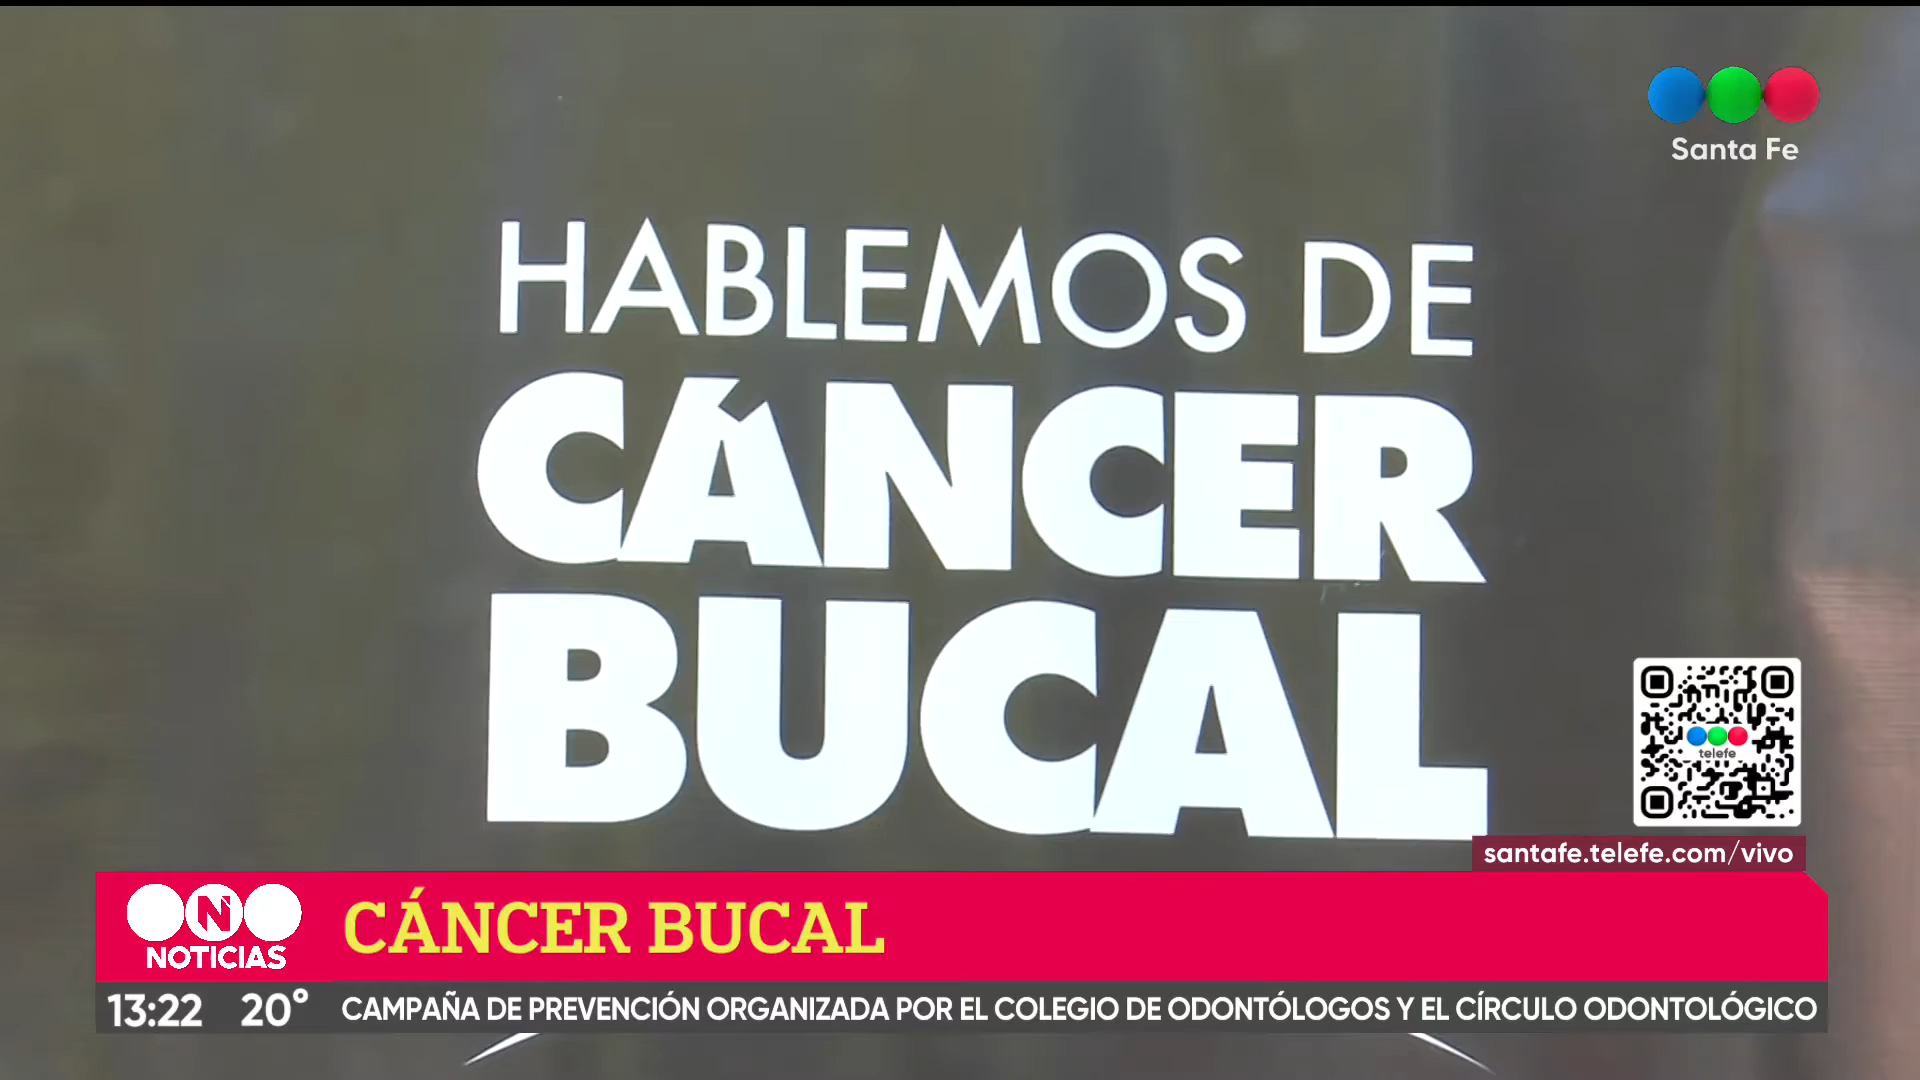 Santa Fe
HABLEMOS DE
CÁNCER
BUCAL
telefe
santafe.telefe.com/vivo
N
NOTICIAS
CÁNCER BUCAL
13:22 20° CAMPAÑA DE PREVENCIÓN ORGANIZADA POR EL COLEGIO DE ODONTÓLOGOS Y EL CÍRCULO ODONTOLÓGICO